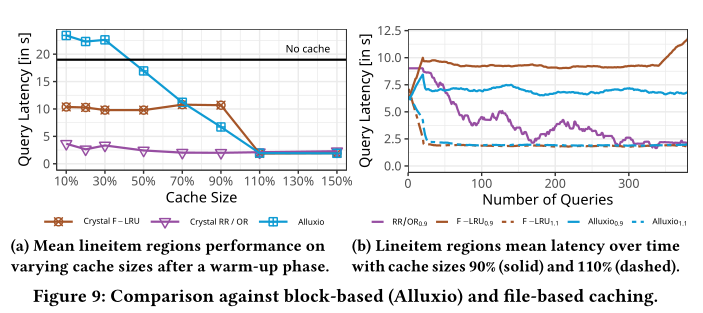 Query Latency [in s]
20
15
10
5
0
No cache
10%
30%
50%
70%
90%
110%
130%
150%
Cache Size
Crystal F−LRU
Crystal RR / OR
Alluxio
(a) Mean lineitem regions performance on
varying cache sizes after a warm-up phase.
Query Latency [in s]
12.5
10.0
7.5
5.0
2.5
0.0
0
100
200
300
Number of Queries
RR/OR0.9
F−LRU0.9
F−LRU1.1
Alluxio0.9
Alluxio1.1
(b) Lineitem regions mean latency over time
with cache sizes 90% (solid) and 110% (dashed).
Figure 9: Comparison against block-based (Alluxio) and file-based caching.